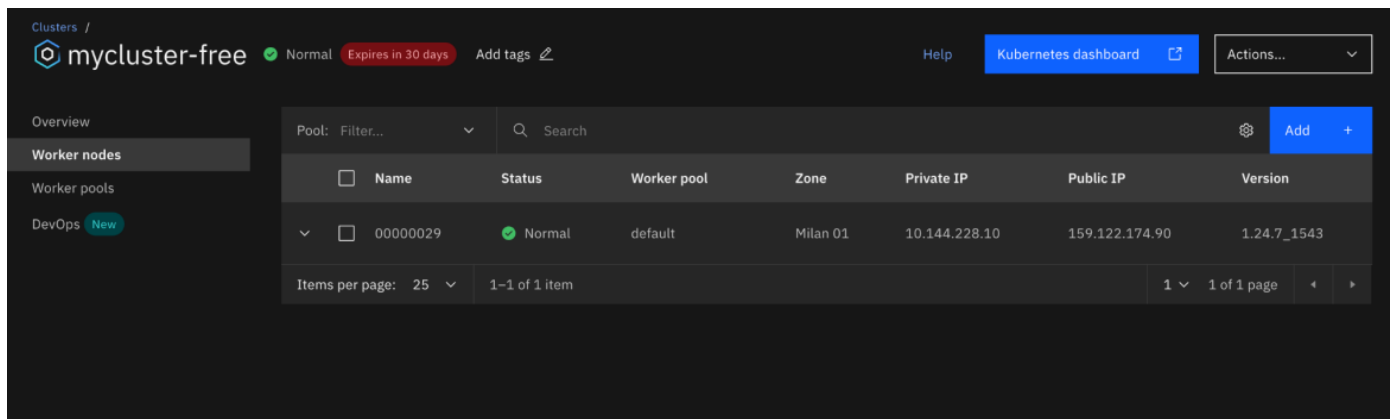 Clusters /
mycluster-free Normal Expires in 30 days Add tags Help Kubernetes dashboard Actions...
Overview
Worker nodes
Worker pools
DevOps New
Pool: Filter... Search Add +
Name Status Worker pool Zone Private IP Public IP Version
00000029 Normal default Milan 01 10.144.228.10 159.122.174.90 1.24.7_1543
Items per page: 25 1–1 of 1 item 1 1 of 1 page